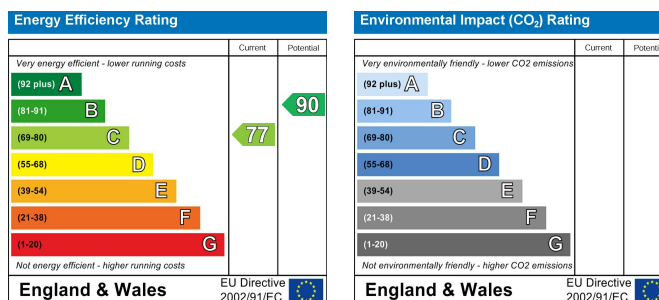 Energy Efficiency Rating
Current Potential
Very energy efficient - lower running costs
(92 plus) A
(81-91) B
(69-80) C
(55-68) D
(39-54) E
(21-38) F
(1-20) G
77
90
Not energy efficient - higher running costs
England & Wales
EU Directive
2002/91/EC
Environmental Impact (CO₂) Rating
Current Potenti
Very environmentally friendly - lower CO2 emissions
(92 plus) A
(81-91) B
(69-80) C
(55-68) D
(39-54) E
(21-38) F
(1-20) G
Not environmentally friendly - higher CO2 emissions
England & Wales
EU Directive
2002/91/EC